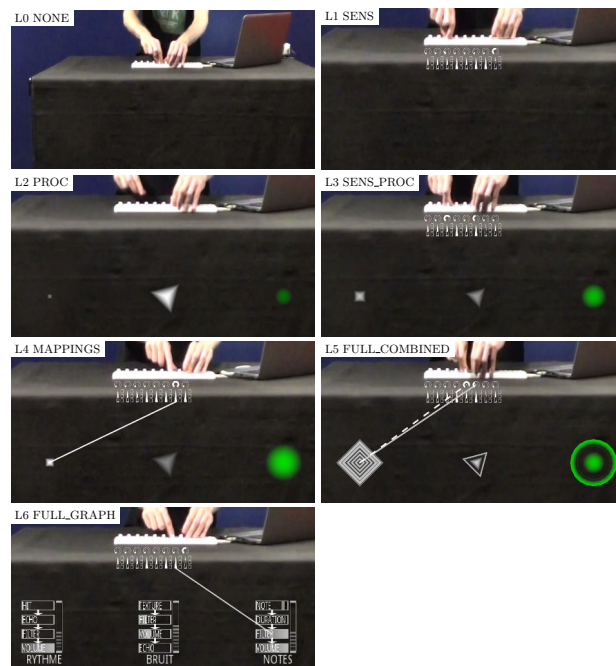 L0 NONE
L1 SENS
L2 PROC
L3 SENS_PROC
L4 MAPPINGS
L5 FULL_COMBINED
L6 FULL_GRAPH
HIT
ECHO
FILTER
VOLUME
RYTHME
TEXTURE
FILTER
VOLUME
ECHO
BRUIT
NOTE
DURATION
FILTER
VOLUME
NOTES